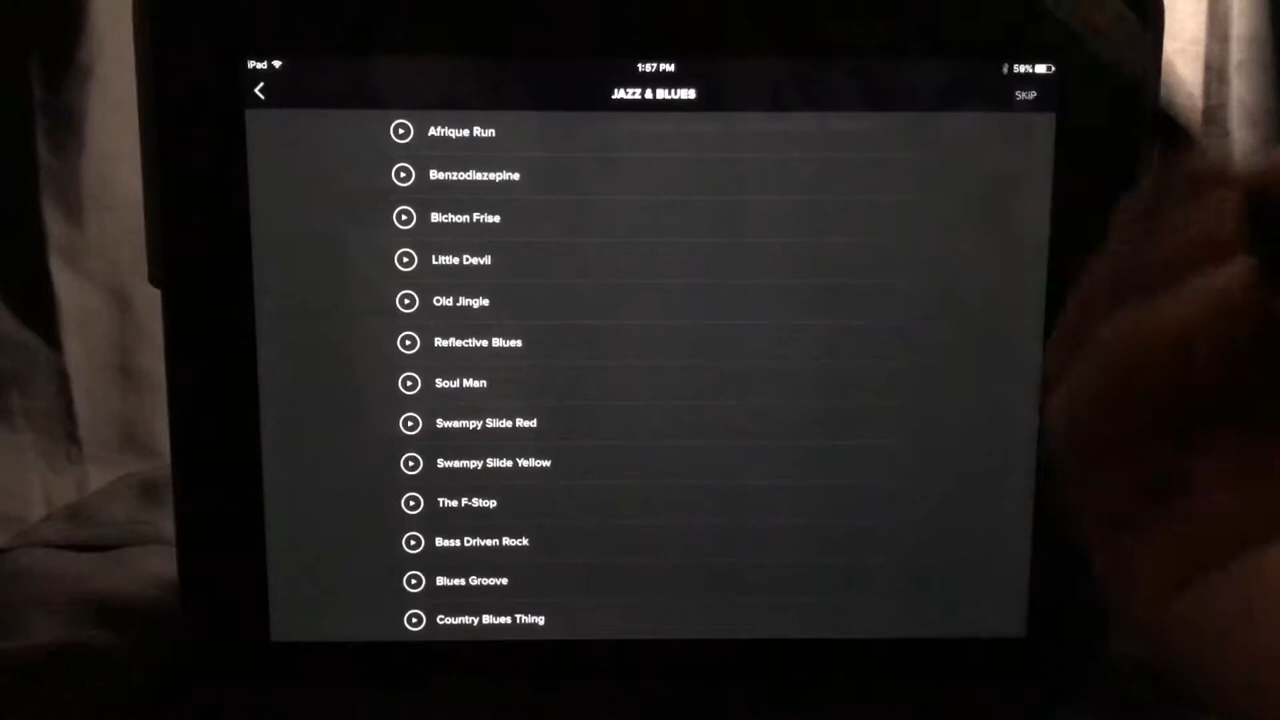 iPad
1:57 PM
59%
JAZZ & BLUES
SKIP
Afrique Run
Benzodiazepine
Bichon Frise
Little Devil
Old Jingle
Reflective Blues
Soul Man
Swampy Slide Red
Swampy Slide Yellow
The F-Stop
Bass Driven Rock
Blues Groove
Country Blues Thing